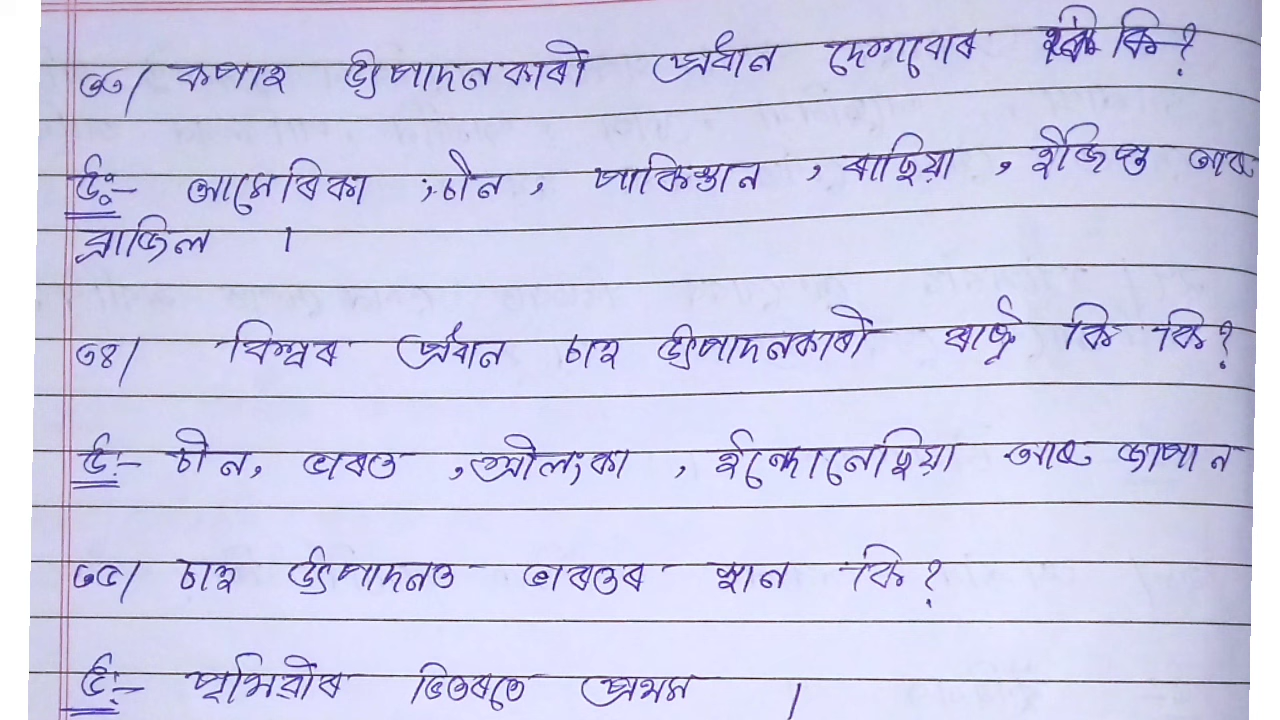 ৩৩/ কপাহ উৎপাদনকাৰী প্ৰধান দেশবোৰ কি কি?
উঃ- আমেৰিকা, চীন, পাকিস্তান, ৰাছিয়া, ইজিপ্ত আৰু
ব্ৰাজিল ।
৩৪/ বিশ্বৰ প্ৰধান চাহ উৎপাদনকাৰী ৰাষ্ট্ৰ কি কি?
উঃ- চীন, ভাৰত, শ্ৰীলংকা, ইন্দোনেছিয়া আৰু জাপান
৩৫/ চাহ উৎপাদনত ভাৰতৰ স্থান কি?
উঃ- পৃথিৱীৰ ভিতৰতে প্ৰথম ।